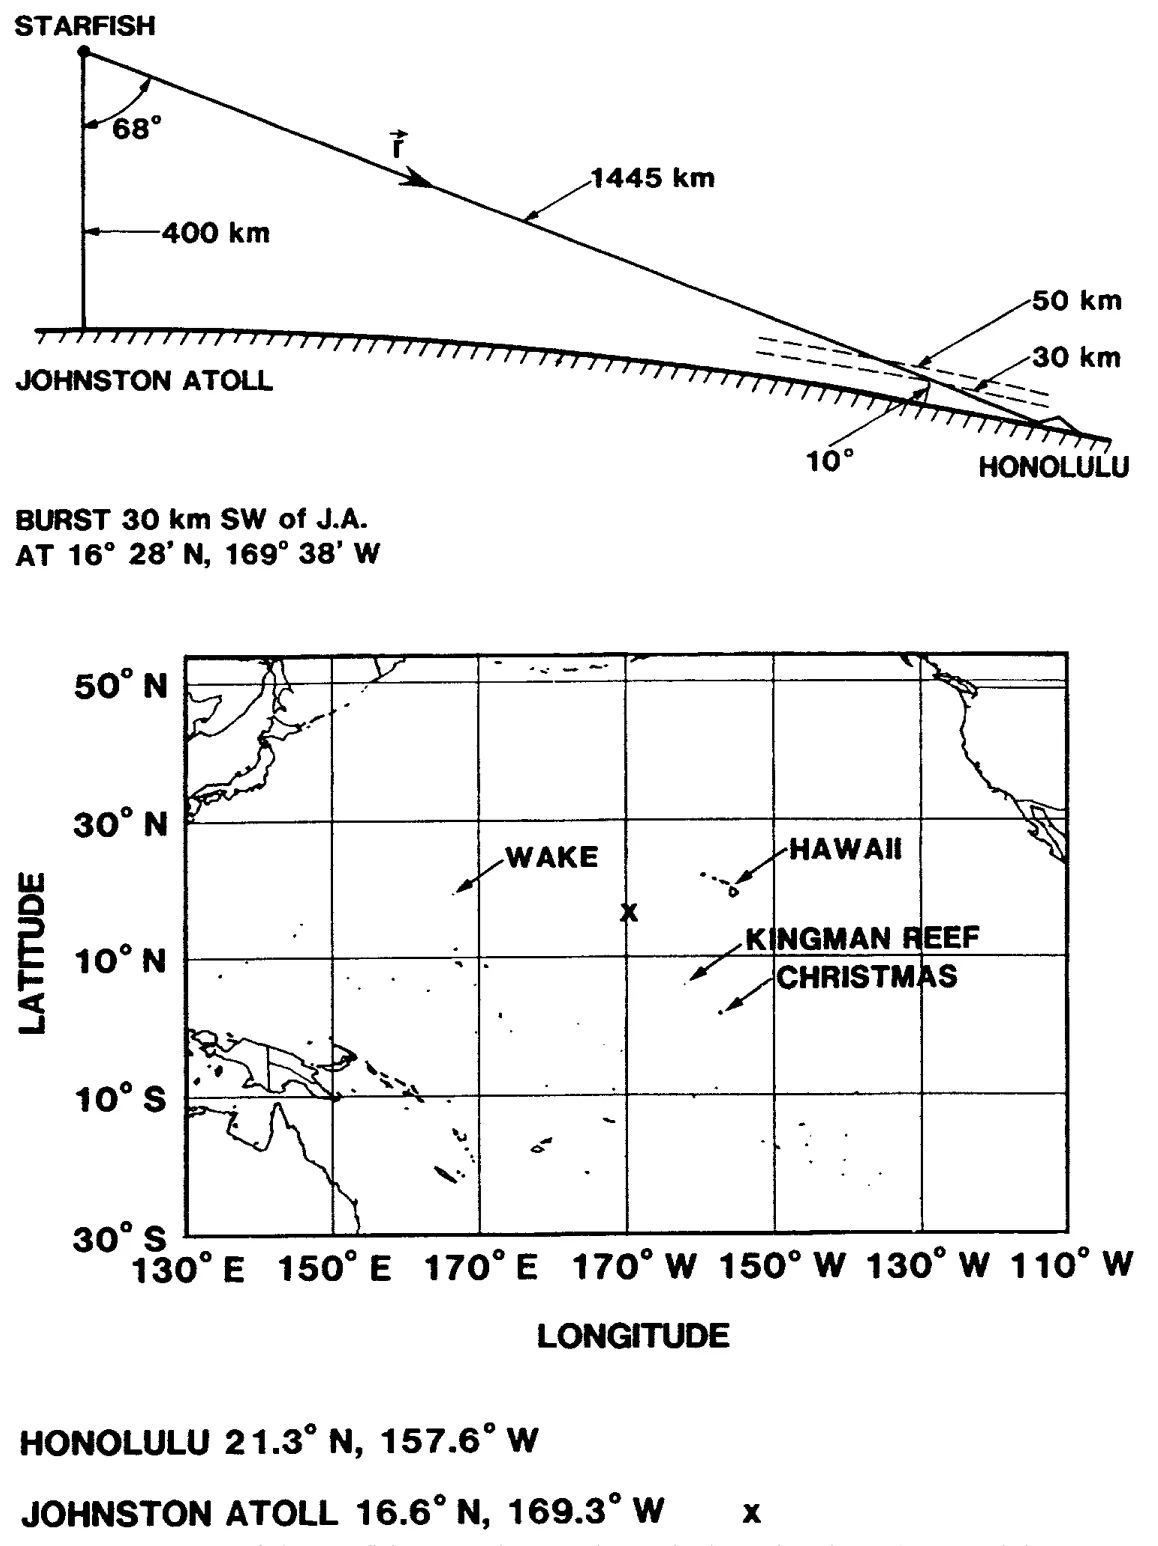 STARFISH
68°
r
1445 km
400 km
50 km
30 km
JOHNSTON ATOLL
10°
HONOLULU
BURST 30 km SW of J.A.
AT 16° 28' N, 169° 38' W
50° N
30° N
WAKE
HAWAII
X
KINGMAN REEF
10° N
CHRISTMAS
LATITUDE
10° S
30° S
130° E 150° E 170° E 170° W 150° W 130° W 110° W
LONGITUDE
HONOLULU 21.3° N, 157.6° W
JOHNSTON ATOLL 16.6° N, 169.3° W x